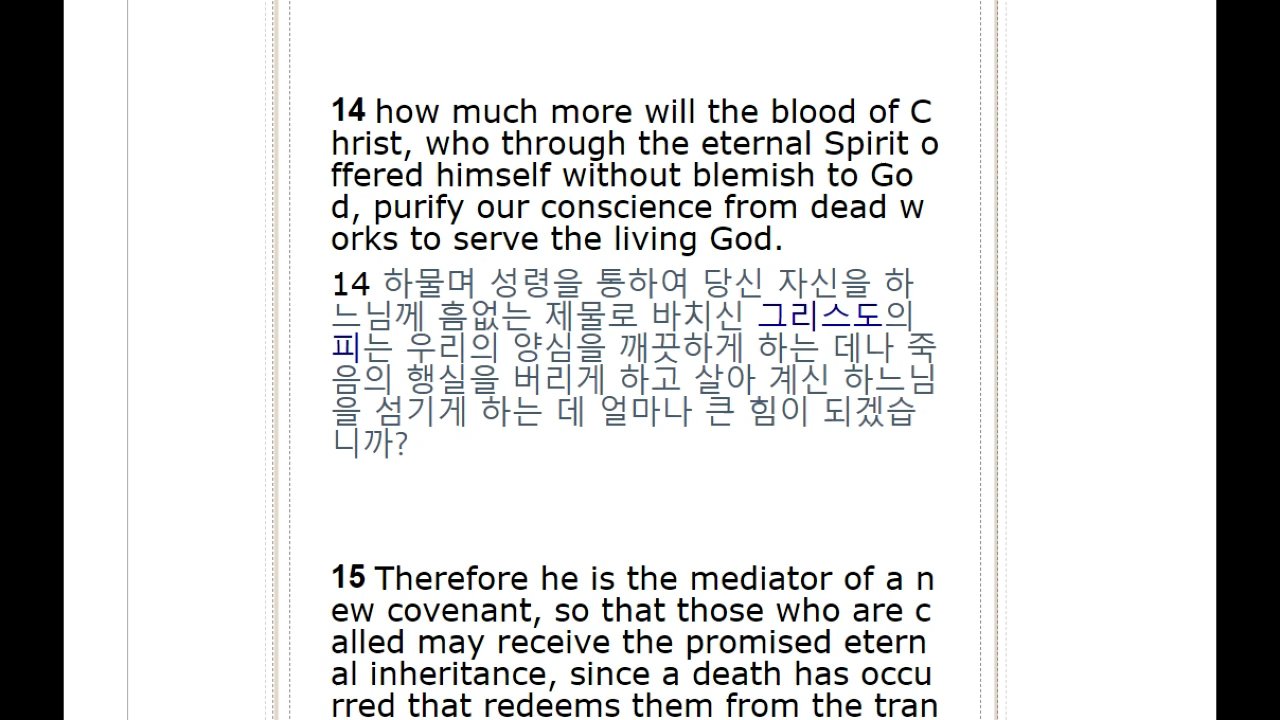 14 how much more will the blood of C
hrist, who through the eternal Spirit o
ffered himself without blemish to Go
d, purify our conscience from dead w
orks to serve the living God.
14 하물며 성령을 통하여 당신 자신을 하
느님께 흠없는 제물로 바치신 그리스도의
피는 우리의 양심을 깨끗하게 하는 데나 죽
음의 행실을 버리게 하고 살아 계신 하느님
을 섬기게 하는 데 얼마나 큰 힘이 되겠습
니까?
15 Therefore he is the mediator of a n
ew covenant, so that those who are c
alled may receive the promised etern
al inheritance, since a death has occu
rred that redeems them from the tran